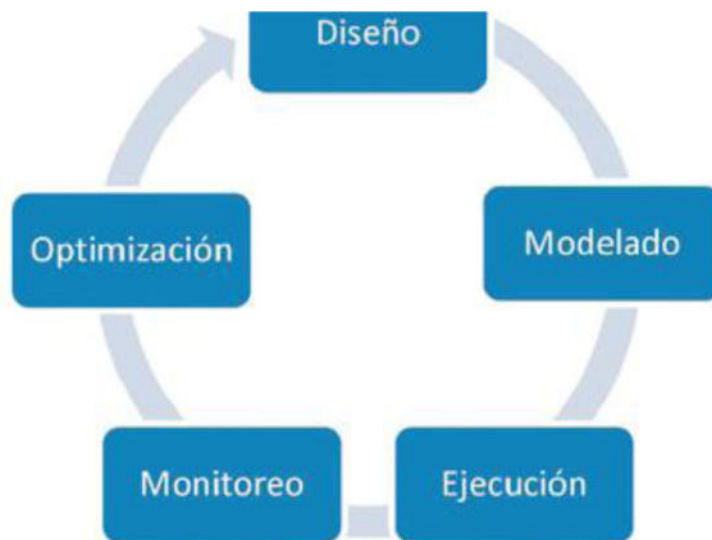 Diseño
Modelado
Ejecución
Monitoreo
Optimización